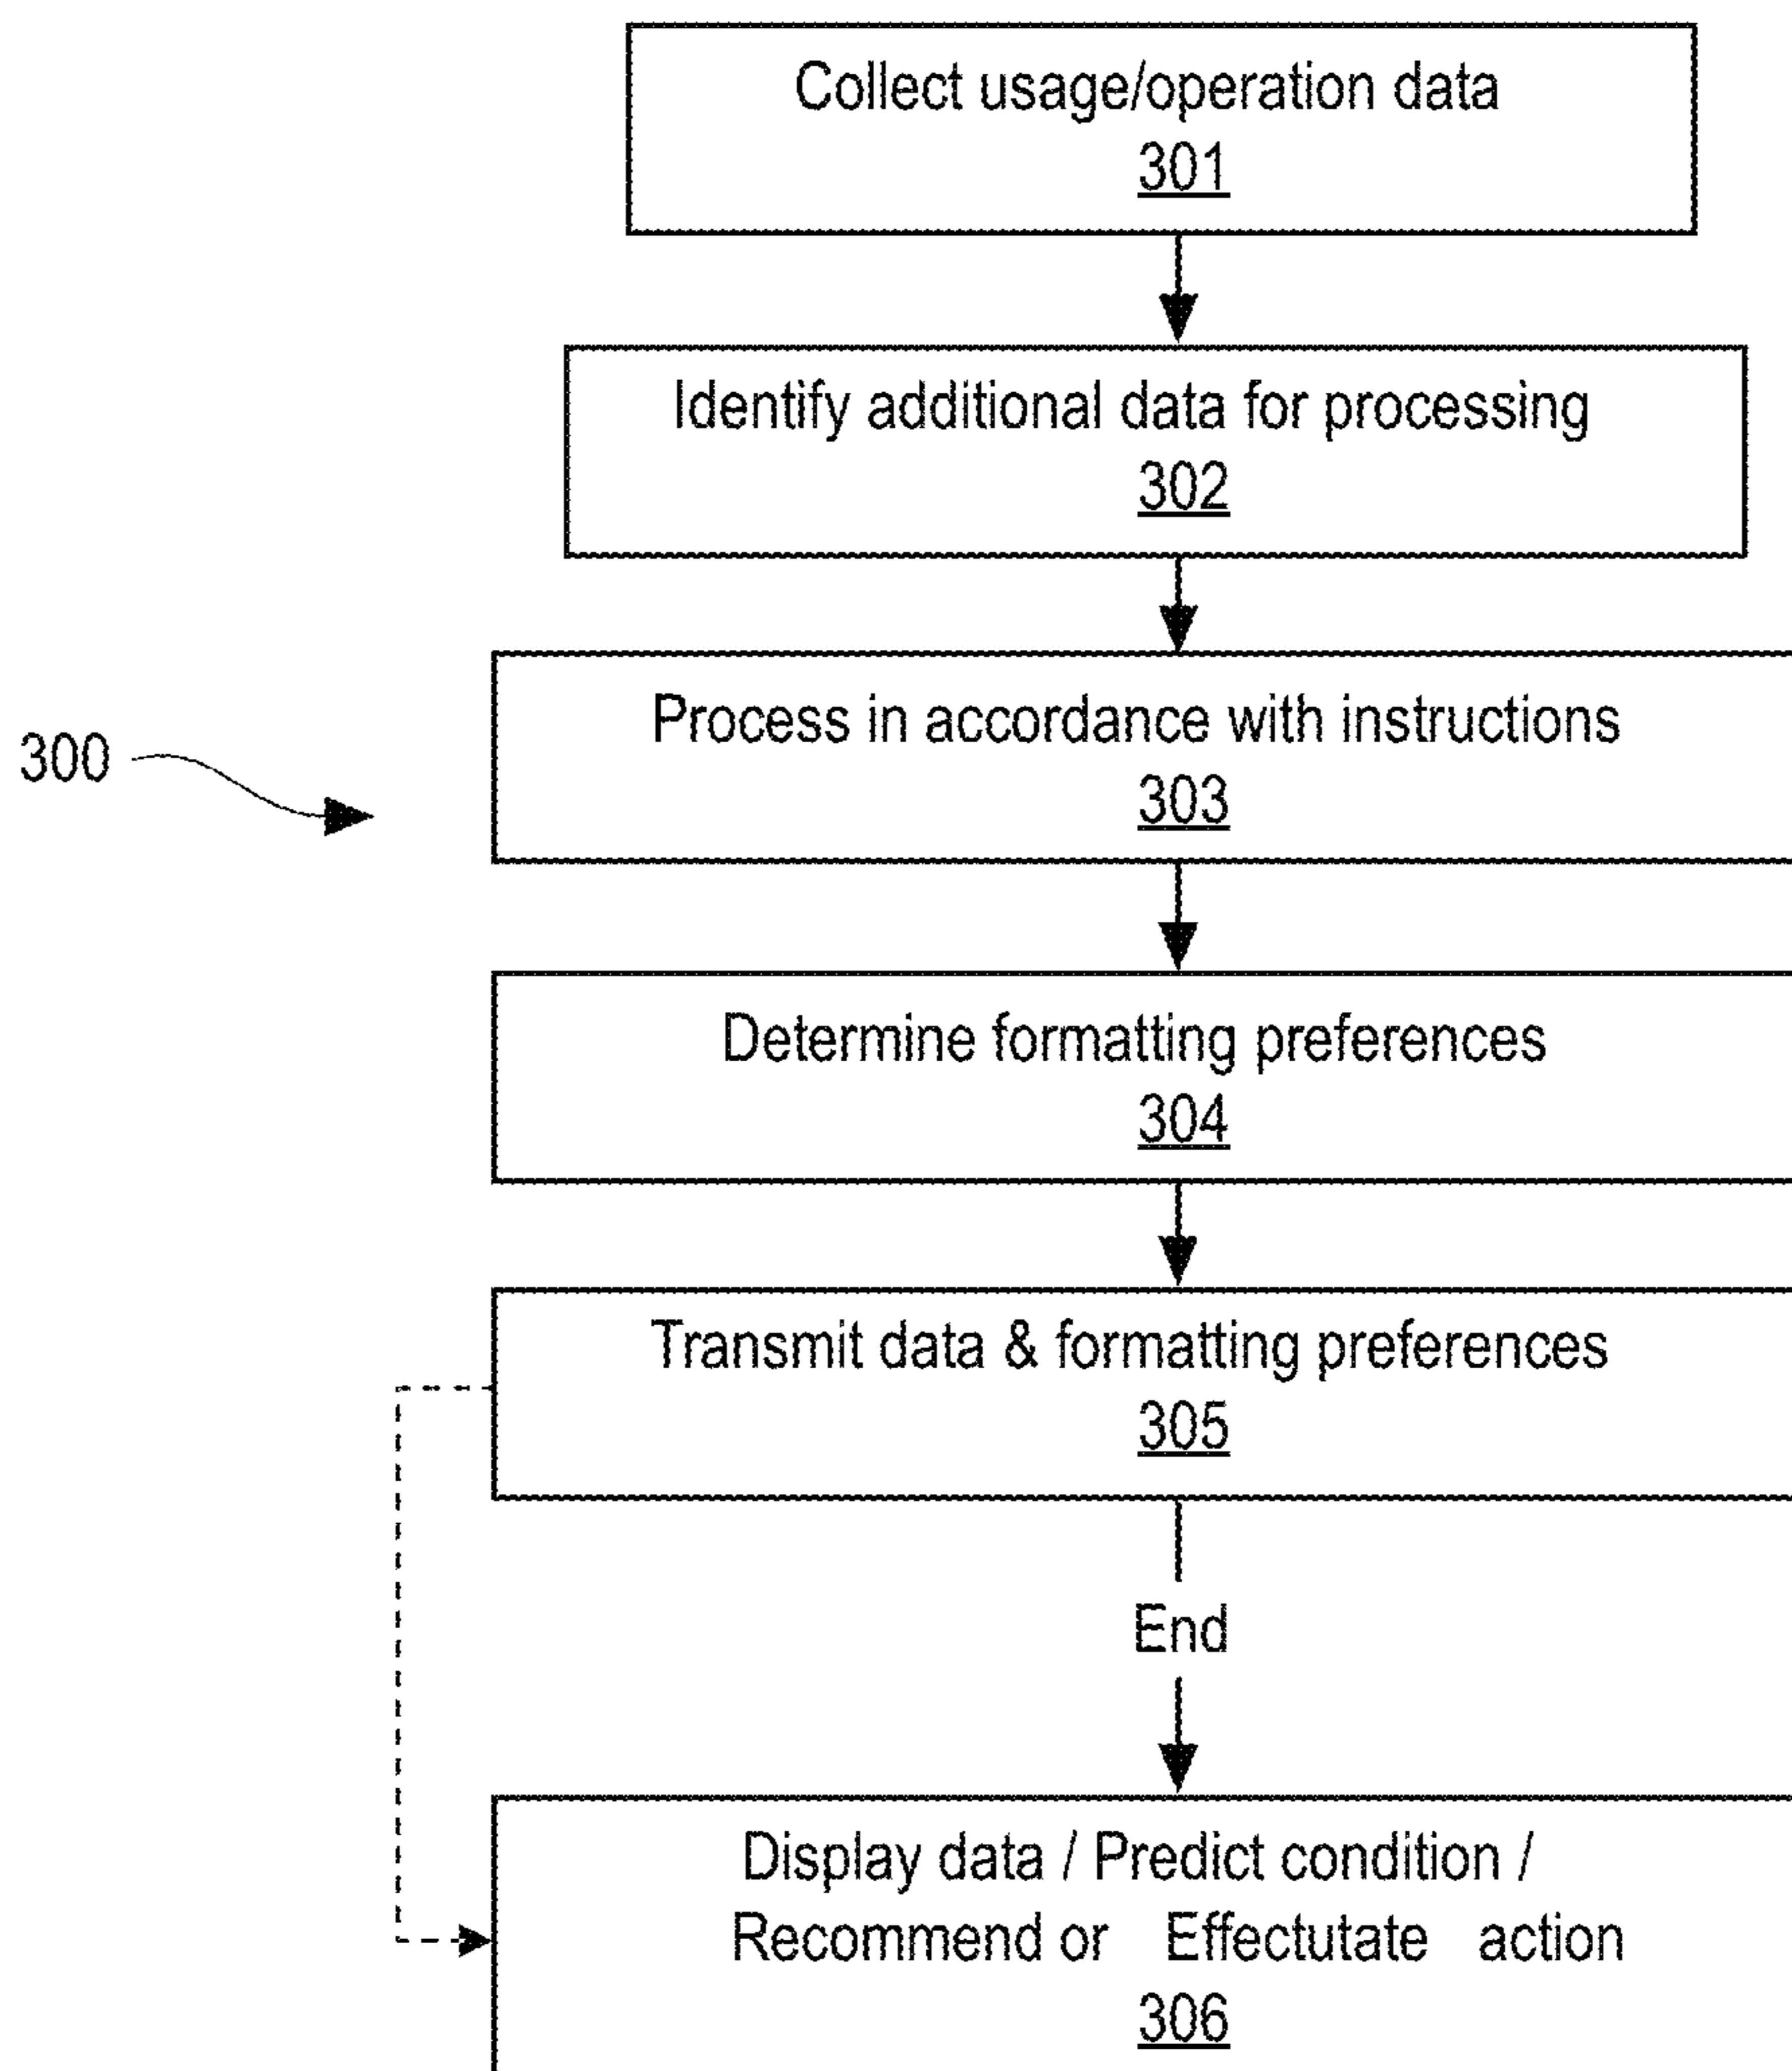 Collect usage/operation data
301
Identify additional data for processing
302
Process in accordance with instructions
303
300
Determine formatting preferences
304
Transmit data & formatting preferences
305
End
Display data / Predict condition /
Recommend or Effectutate action
306